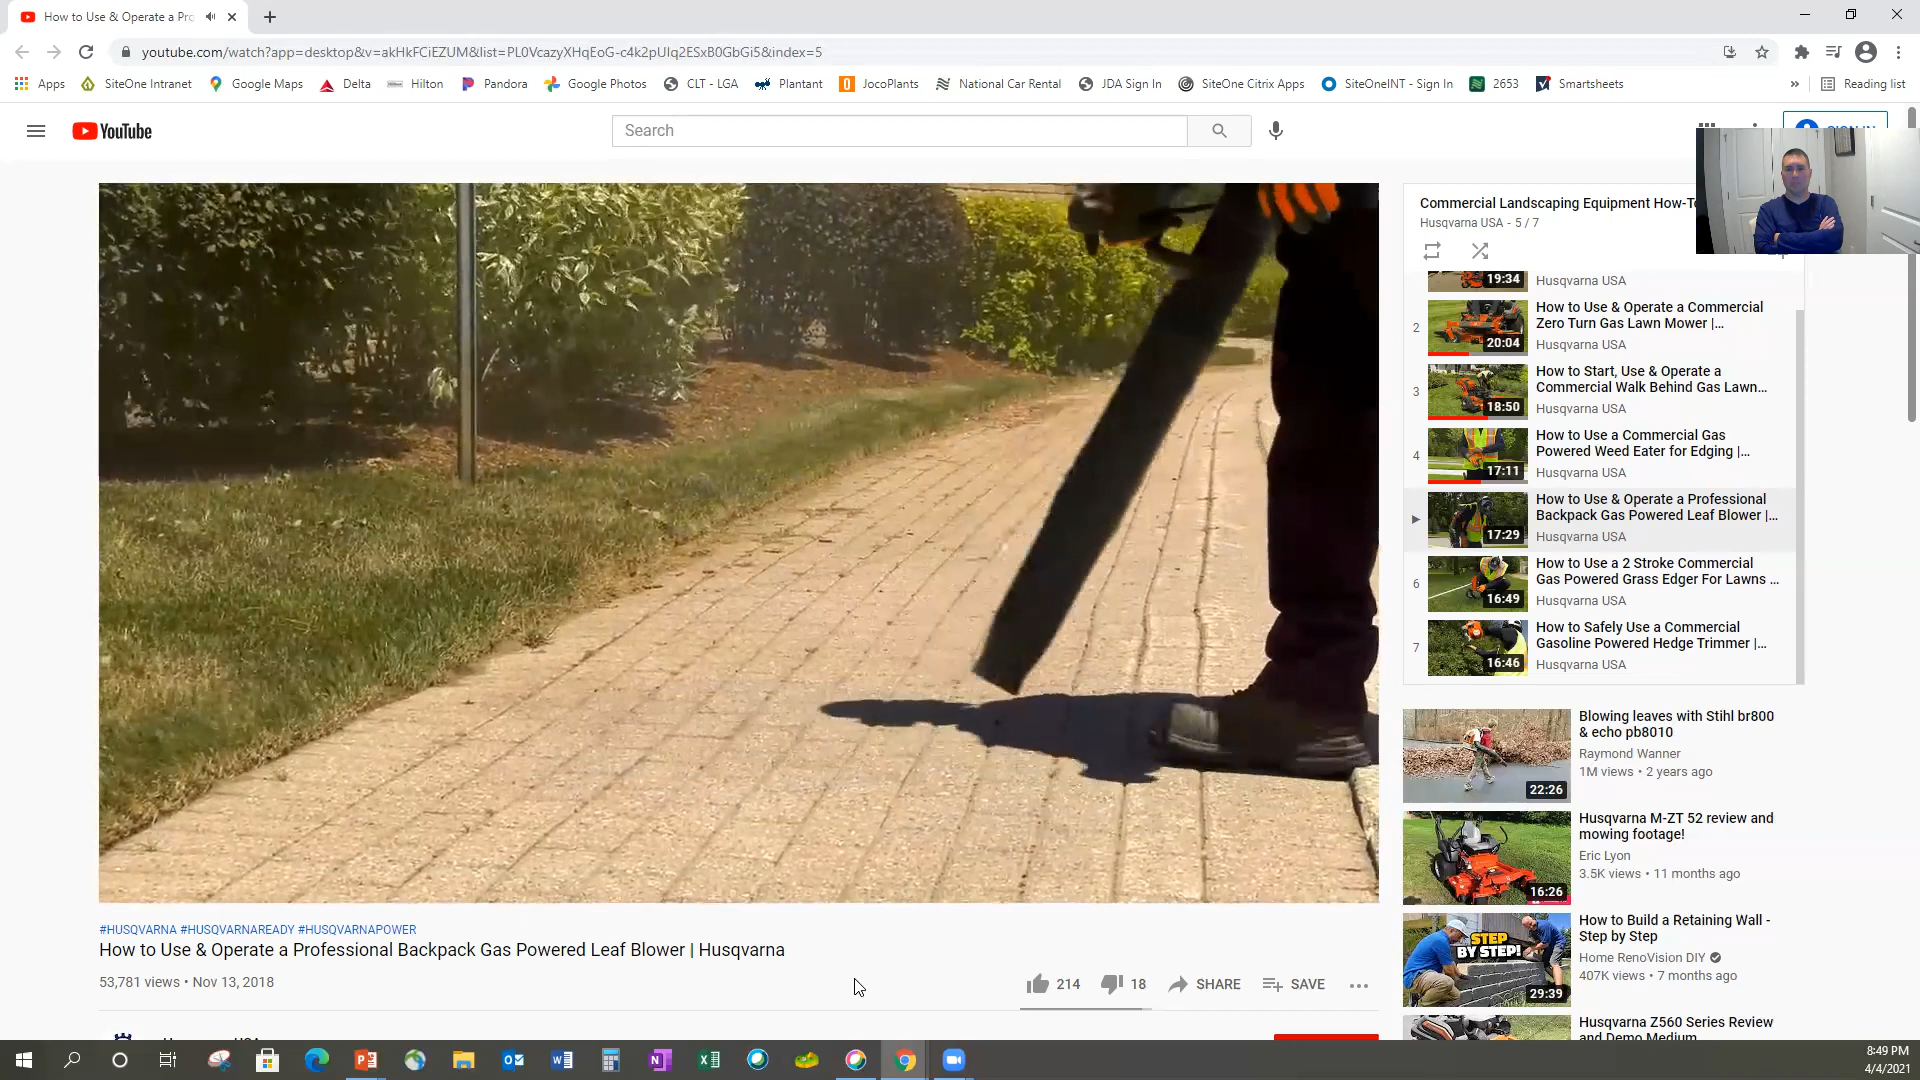 How to Use & Operate a Pro
youtube.com/watch?app=desktop&v=akHkFCiEZUM&list=PL0VcazyXHqEoG-c4k2pUlq2ESxB0GbGi5&index=5
Apps SiteOne Intranet Google Maps Delta Hilton Pandora Google Photos CLT - LGA Plantant JocoPlants National Car Rental JDA Sign In SiteOne Citrix Apps SiteOneINT - Sign In 2653 Smartsheets » Reading list
YouTube
Search
Commercial Landscaping Equipment How-T
Husqvarna USA - 5 / 7
19:34
Husqvarna USA
2
How to Use & Operate a Commercial
Zero Turn Gas Lawn Mower |...
20:04
Husqvarna USA
3
How to Start, Use & Operate a
Commercial Walk Behind Gas Lawn...
18:50
Husqvarna USA
4
How to Use a Commercial Gas
Powered Weed Eater for Edging |...
17:11
Husqvarna USA
How to Use & Operate a Professional
Backpack Gas Powered Leaf Blower |...
17:29
Husqvarna USA
6
How to Use a 2 Stroke Commercial
Gas Powered Grass Edger For Lawns ...
16:49
Husqvarna USA
7
How to Safely Use a Commercial
Gasoline Powered Hedge Trimmer |...
16:46
Husqvarna USA
Blowing leaves with Stihl br800
& echo pb8010
Raymond Wanner
1M views • 2 years ago
22:26
Husqvarna M-ZT 52 review and
mowing footage!
Eric Lyon
3.5K views • 11 months ago
16:26
How to Build a Retaining Wall -
Step by Step
STEP
BY STEP!
Home RenoVision DIY
407K views • 7 months ago
29:39
Husqvarna Z560 Series Review
and Demo Medium
#HUSQVARNA #HUSQVARNAREADY #HUSQVARNAPOWER
How to Use & Operate a Professional Backpack Gas Powered Leaf Blower | Husqvarna
53,781 views • Nov 13, 2018
214 18 SHARE SAVE
8:49 PM
4/4/2021